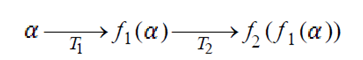 α —T₁→ f₁(α) —T₂→ f₂(f₁(α))